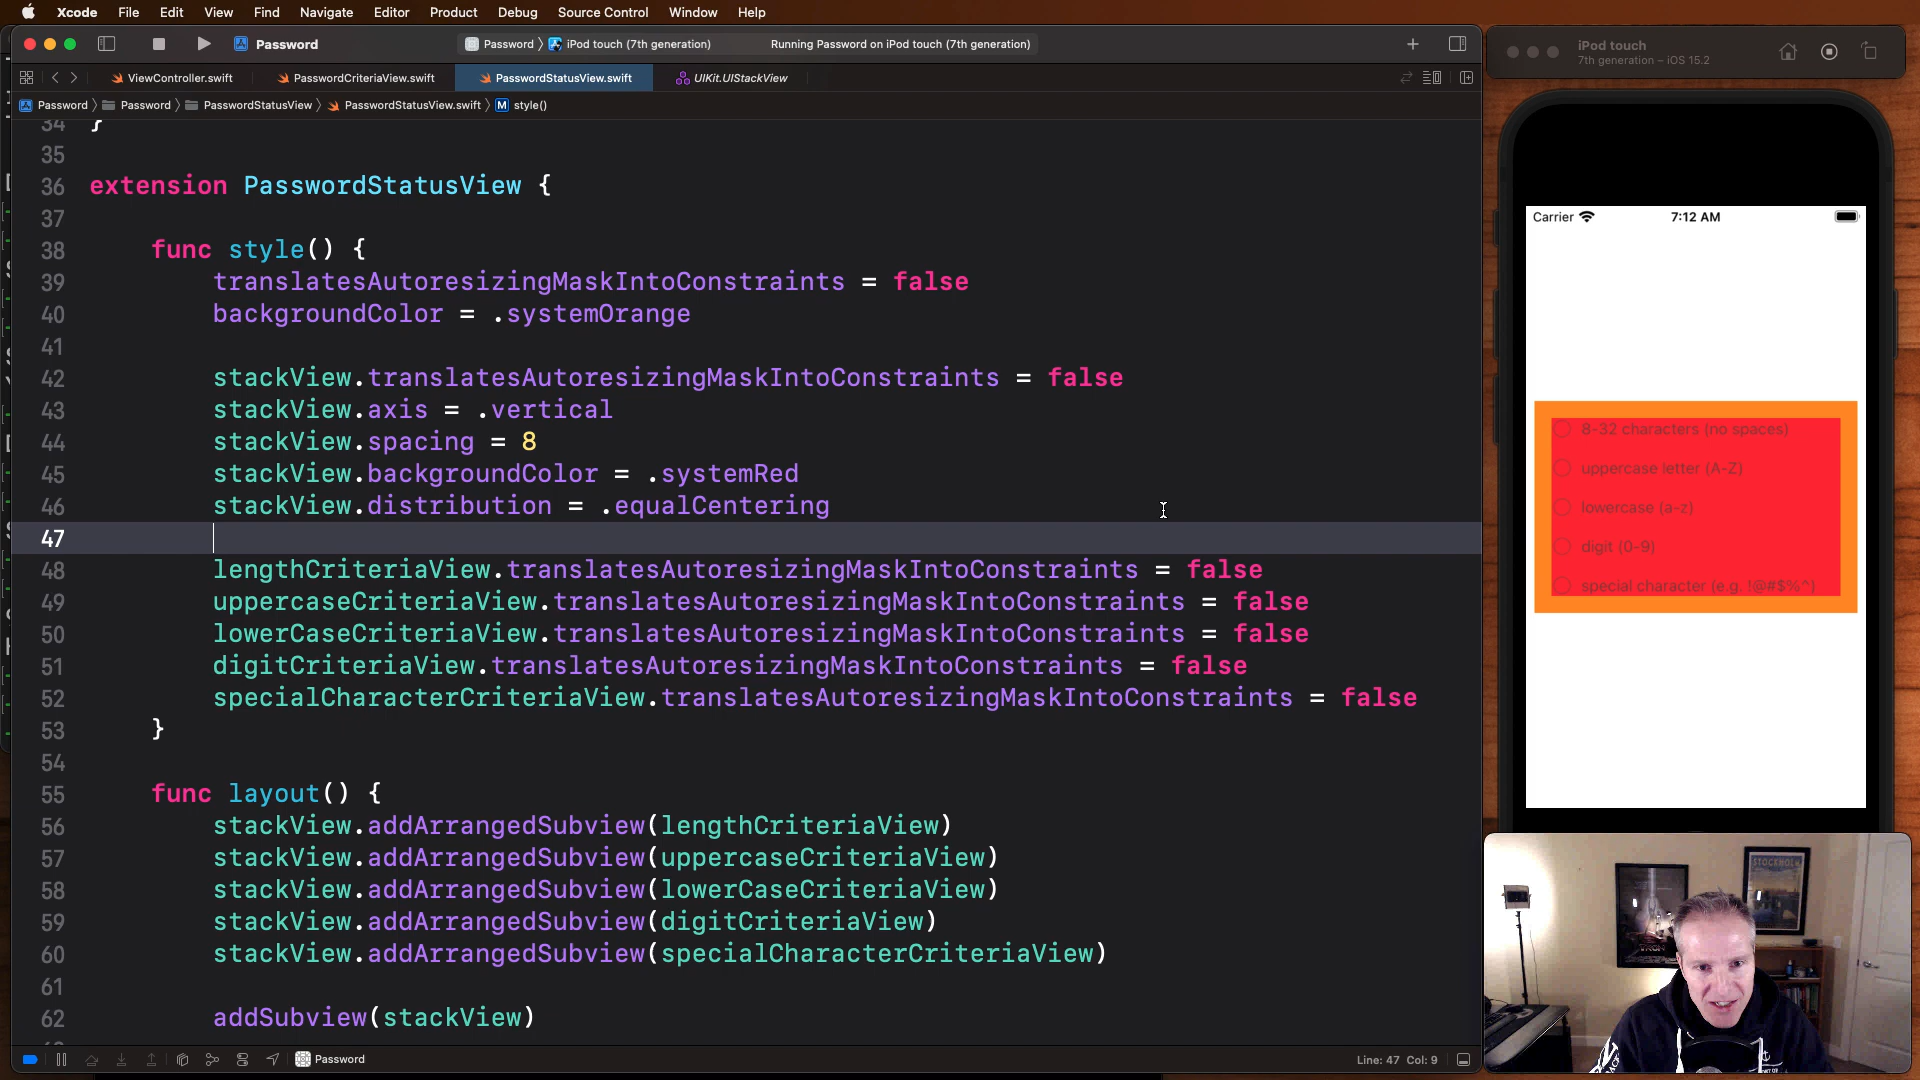 Xcode File Edit View Find Navigate Editor Product Debug Source Control Window Help
Password
Password 〉 iPod touch (7th generation)
Running Password on iPod touch (7th generation)
ViewController.swift
PasswordCriteriaView.swift
PasswordStatusView.swift
UIKit.UIStackView
Password 〉 Password 〉 PasswordStatusView 〉 PasswordStatusView.swift 〉 M style()
34 }
35
36 extension PasswordStatusView {
37
38 func style() {
39 translatesAutoresizingMaskIntoConstraints = false
40 backgroundColor = .systemOrange
41
42 stackView.translatesAutoresizingMaskIntoConstraints = false
43 stackView.axis = .vertical
44 stackView.spacing = 8
45 stackView.backgroundColor = .systemRed
46 stackView.distribution = .equalCentering
47
48 lengthCriteriaView.translatesAutoresizingMaskIntoConstraints = false
49 uppercaseCriteriaView.translatesAutoresizingMaskIntoConstraints = false
50 lowerCaseCriteriaView.translatesAutoresizingMaskIntoConstraints = false
51 digitCriteriaView.translatesAutoresizingMaskIntoConstraints = false
52 specialCharacterCriteriaView.translatesAutoresizingMaskIntoConstraints = false
53 }
54
55 func layout() {
56 stackView.addArrangedSubview(lengthCriteriaView)
57 stackView.addArrangedSubview(uppercaseCriteriaView)
58 stackView.addArrangedSubview(lowerCaseCriteriaView)
59 stackView.addArrangedSubview(digitCriteriaView)
60 stackView.addArrangedSubview(specialCharacterCriteriaView)
61
62 addSubview(stackView)
Password
Line: 47 Col: 9
iPod touch
7th generation – iOS 15.2
Carrier 7:12 AM
8-32 characters (no spaces)
uppercase letter (A-Z)
lowercase (a-z)
digit (0-9)
special character (e.g. !@#$%^)
STOCKHOLM
TRON